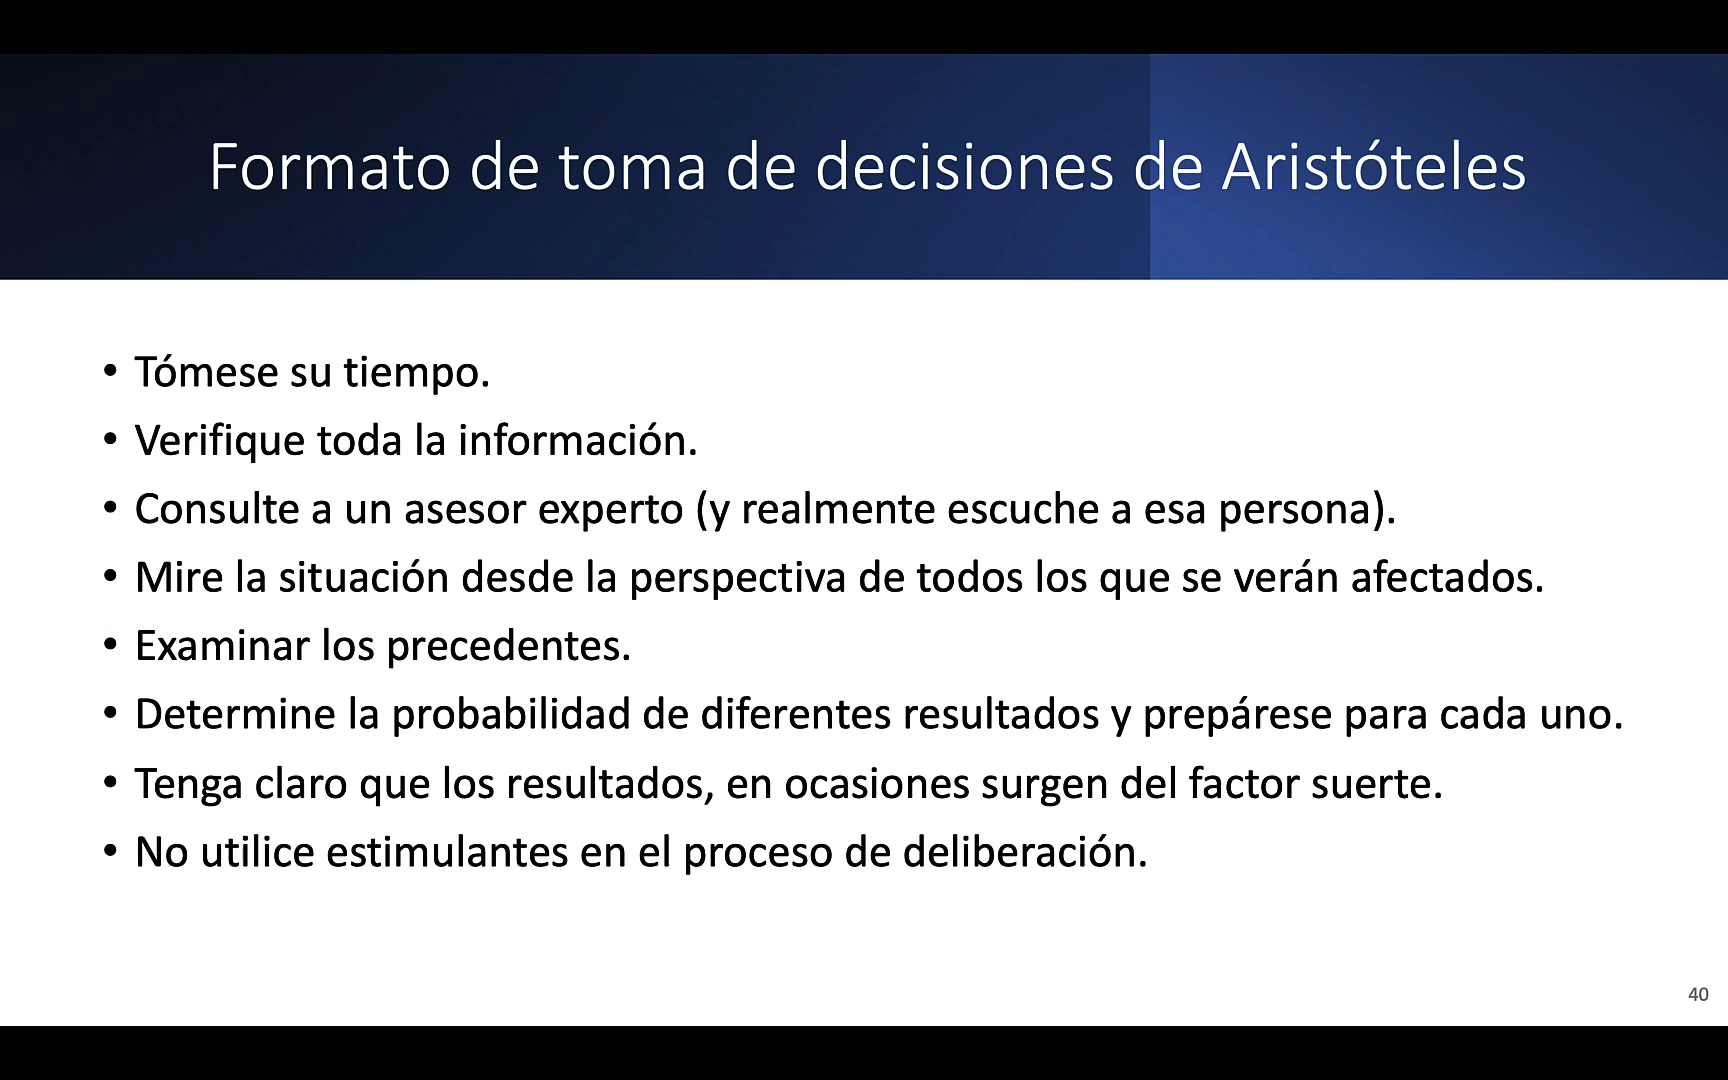 Formato de toma de decisiones de Aristóteles
• Tómese su tiempo.
• Verifique toda la información.
• Consulte a un asesor experto (y realmente escuche a esa persona).
• Mire la situación desde la perspectiva de todos los que se verán afectados.
• Examinar los precedentes.
• Determine la probabilidad de diferentes resultados y prepárese para cada uno.
• Tenga claro que los resultados, en ocasiones surgen del factor suerte.
• No utilice estimulantes en el proceso de deliberación.
40